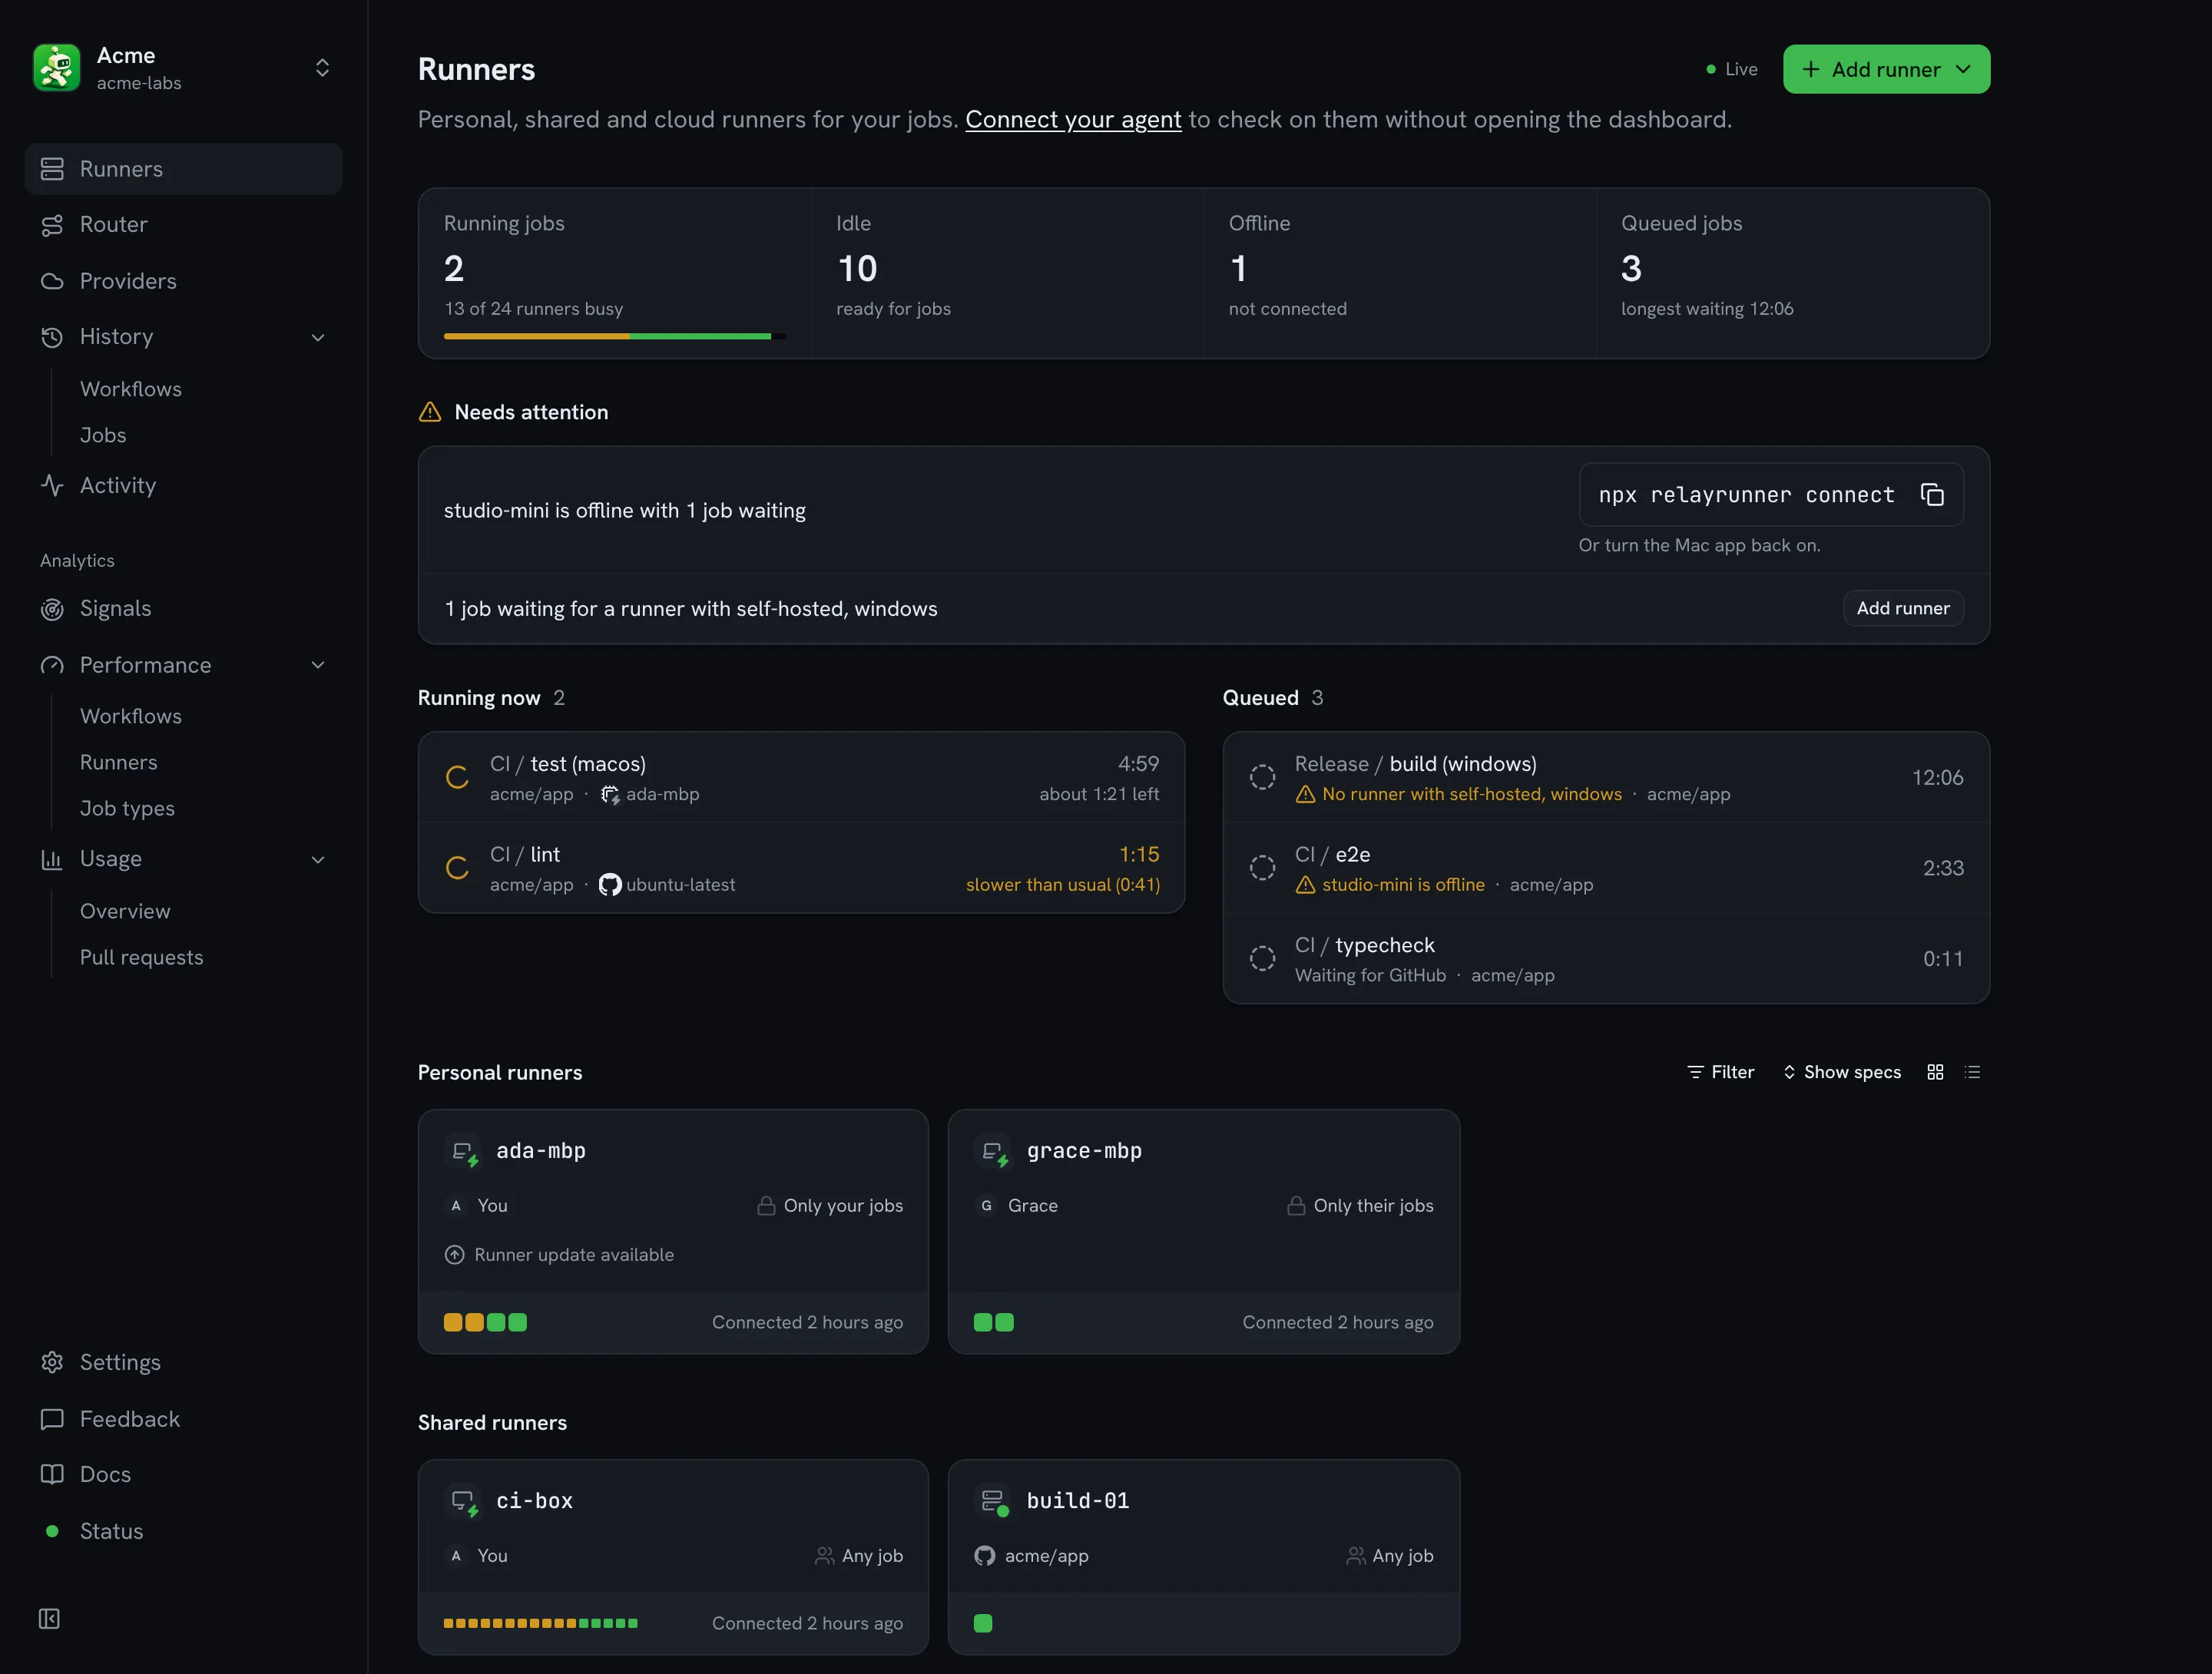 Acme
acme-labs
Runners
Router
Providers
History
Workflows
Jobs
Activity
Analytics
Signals
Performance
Workflows
Runners
Job types
Usage
Overview
Pull requests
Settings
Feedback
Docs
Status
Runners
Live
Add runner
Personal, shared and cloud runners for your jobs. Connect your agent to check on them without opening the dashboard.
Running jobs
2
13 of 24 runners busy
Idle
10
ready for jobs
Offline
1
not connected
Queued jobs
3
longest waiting 12:06
Needs attention
studio-mini is offline with 1 job waiting
npx relayrunner connect
Or turn the Mac app back on.
1 job waiting for a runner with self-hosted, windows
Add runner
Running now 2
CI / test (macos)
4:59
acme/app · ada-mbp
about 1:21 left
CI / lint
1:15
acme/app · ubuntu-latest
slower than usual (0:41)
Queued 3
Release / build (windows)
12:06
No runner with self-hosted, windows · acme/app
CI / e2e
2:33
studio-mini is offline · acme/app
CI / typecheck
0:11
Waiting for GitHub · acme/app
Personal runners
Filter
Show specs
ada-mbp
A You
Only your jobs
Runner update available
Connected 2 hours ago
grace-mbp
G Grace
Only their jobs
Connected 2 hours ago
Shared runners
ci-box
A You
Any job
Connected 2 hours ago
build-01
acme/app
Any job